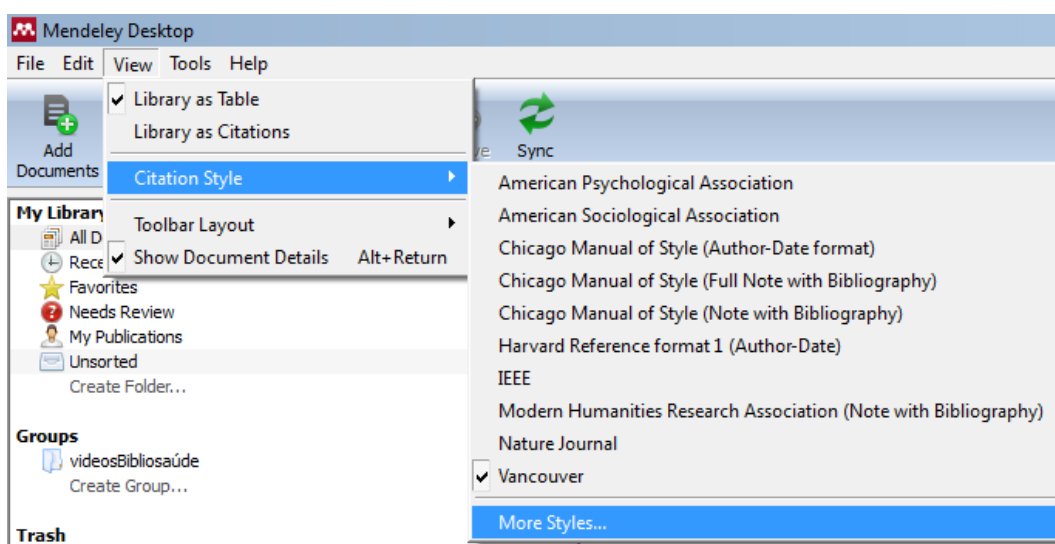 Mendeley Desktop
File Edit View Tools Help
Library as Table
Library as Citations
Add
Documents
Sync
Citation Style
American Psychological Association
American Sociological Association
Chicago Manual of Style (Author-Date format)
Chicago Manual of Style (Full Note with Bibliography)
Chicago Manual of Style (Note with Bibliography)
Harvard Reference format 1 (Author-Date)
IEEE
Modern Humanities Research Association (Note with Bibliography)
Nature Journal
Vancouver
More Styles...
Toolbar Layout
Show Document Details Alt+Return
My Library
All D
Rece
Favorites
Needs Review
My Publications
Unsorted
Create Folder...
Groups
videosBibliosaúde
Create Group...
Trash